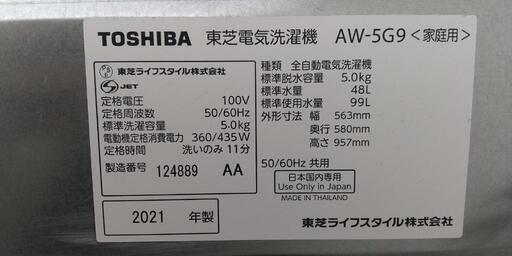 TOSHIBA 東芝電気洗濯機 AW-5G9 <家庭用>
東芝ライフスタイル株式会社
S JET
定格電圧 100V
定格周波数 50/60Hz
標準洗濯容量 5.0kg
電動機定格消費電力 360/435W
定格時間 洗いのみ 11分
製造番号 124889 AA
2021 年製
種類 全自動電気洗濯機
標準脱水容量 5.0kg
標準水量 48L
標準使用水量 99L
外形寸法 幅 563mm
奥行 580mm
高さ 957mm
50/60Hz 共用
日本国内専用
Use Only in Japan
MADE IN THAILAND
東芝ライフスタイル株式会社